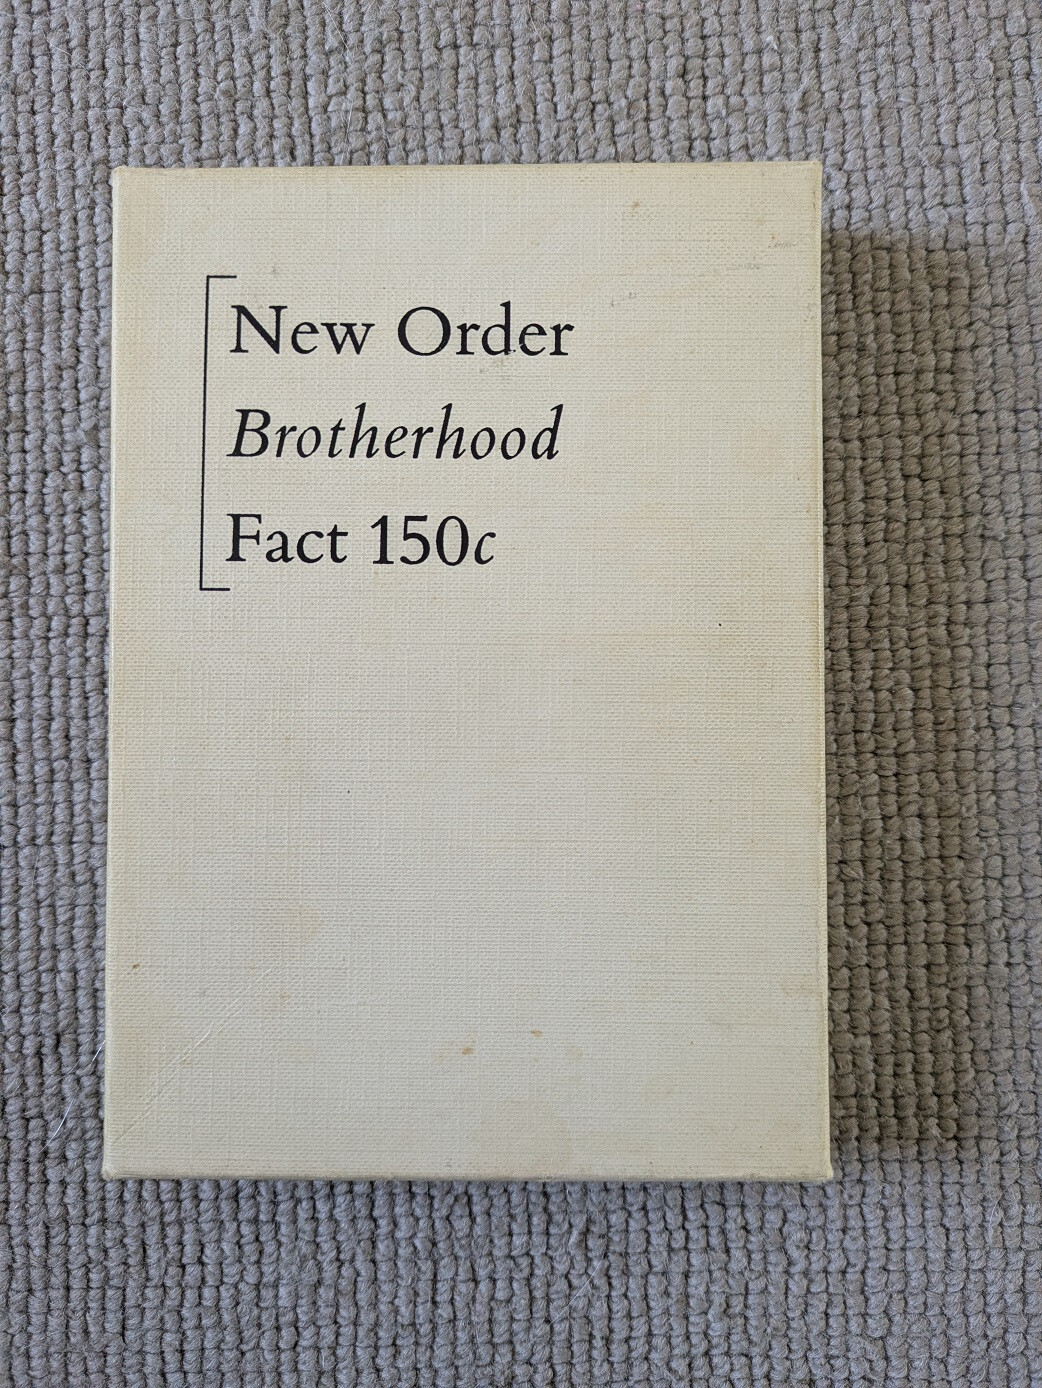 New Order
Brotherhood
Fact 150c